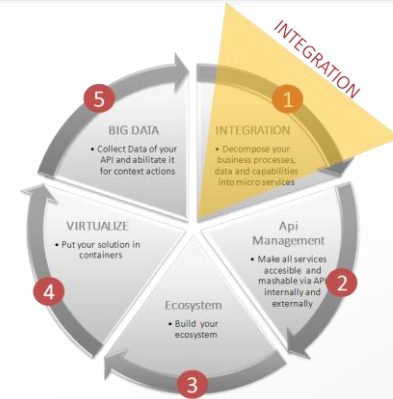 INTEGRATION
1
INTEGRATION
• Decompose your
business processes,
data and capabilities
into micro services
2
Api
Management
• Make all services
accesible and
mashable via API
internally and
externally
3
Ecosystem
• Build your
ecosystem
4
VIRTUALIZE
• Put your solution in
containers
5
BIG DATA
• Collect Data of your
API and abilitate it
for context actions